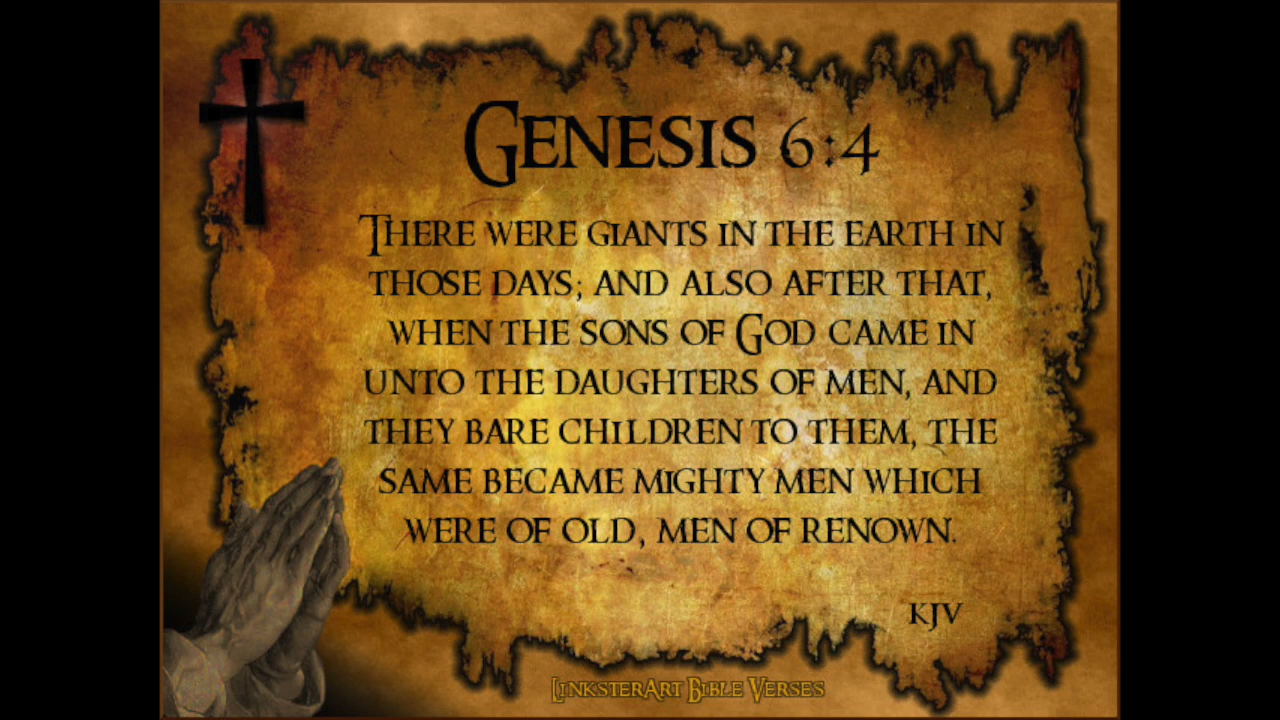 Genesis 6:4
There were giants in the earth in
those days; and also after that,
when the sons of God came in
unto the daughters of men, and
they bare children to them, the
same became mighty men which
were of old, men of renown.
KJV
LinksterArt Bible Verses